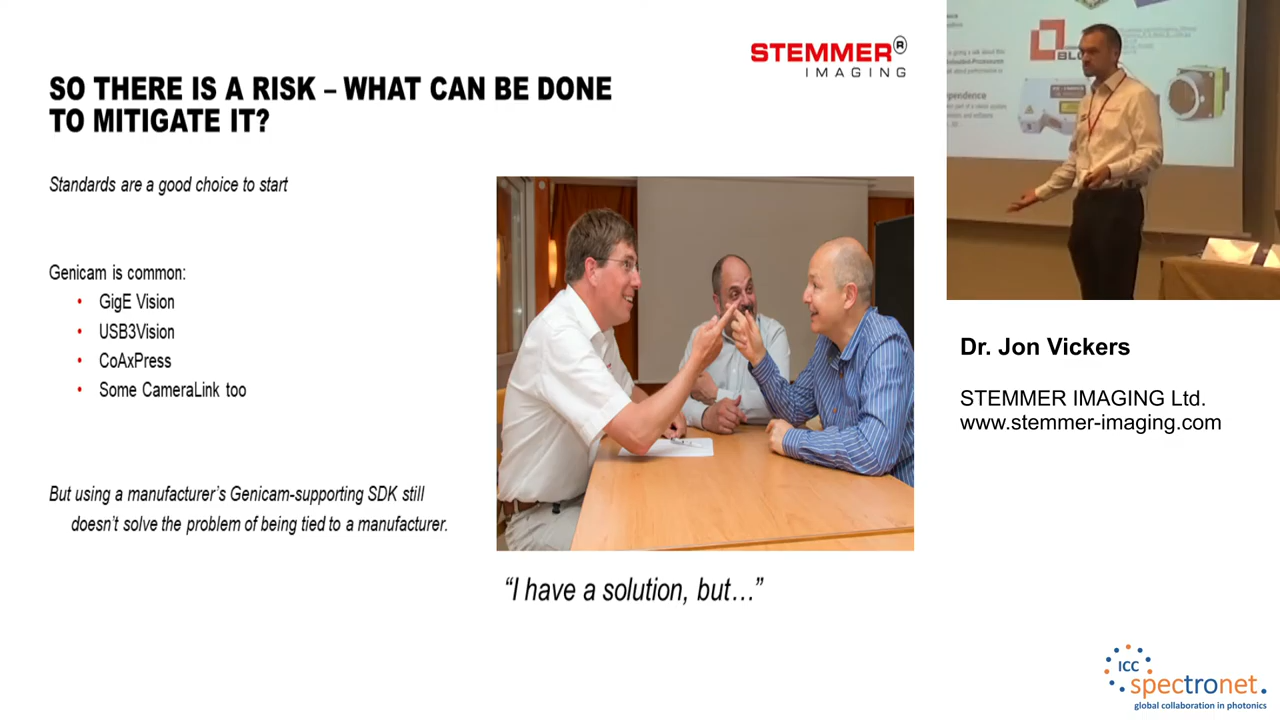 STEMMER®
IMAGING
SO THERE IS A RISK – WHAT CAN BE DONE
TO MITIGATE IT?
Standards are a good choice to start
Genicam is common:
• GigE Vision
• USB3Vision
• CoAxPress
• Some CameraLink too
But using a manufacturer's Genicam-supporting SDK still
doesn't solve the problem of being tied to a manufacturer.
“I have a solution, but…”
BLU
Dr. Jon Vickers
STEMMER IMAGING Ltd.
www.stemmer-imaging.com
ICC
spectronet.
global collaboration in photonics